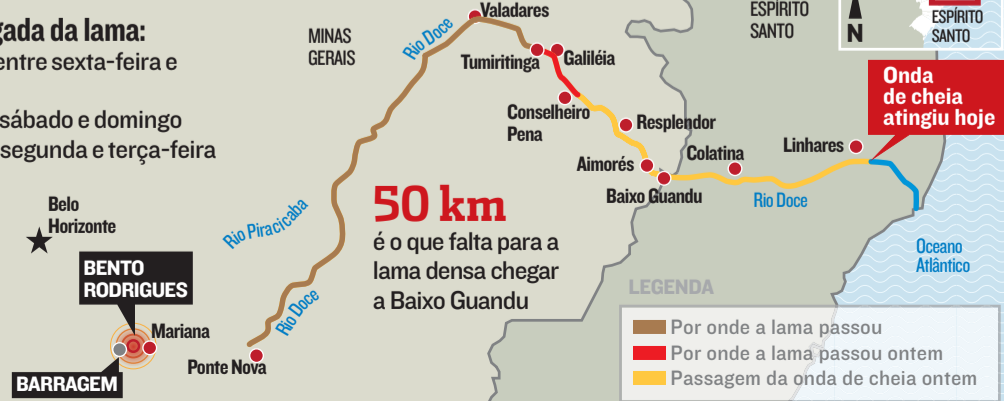 gada da lama:
entre sexta-feira e
sábado e domingo
segunda e terça-feira
Belo
Horizonte
BENTO
RODRIGUES
Mariana
BARRAGEM
Ponte Nova
Rio Doce
Rio Piracicaba
MINAS
GERAIS
Rio Doce
Valadares
Tumiritinga
Galiléia
Conselheiro
Pena
Resplendor
Aimorés
Baixo Guandu
Colatina
Linhares
Rio Doce
50 km
é o que falta para a
lama densa chegar
a Baixo Guandu
ESPÍRITO
SANTO
N
ESPÍRITO
SANTO
Onda
de cheia
atingiu hoje
Oceano
Atlântico
LEGENDA
Por onde a lama passou
Por onde a lama passou ontem
Passagem da onda de cheia ontem